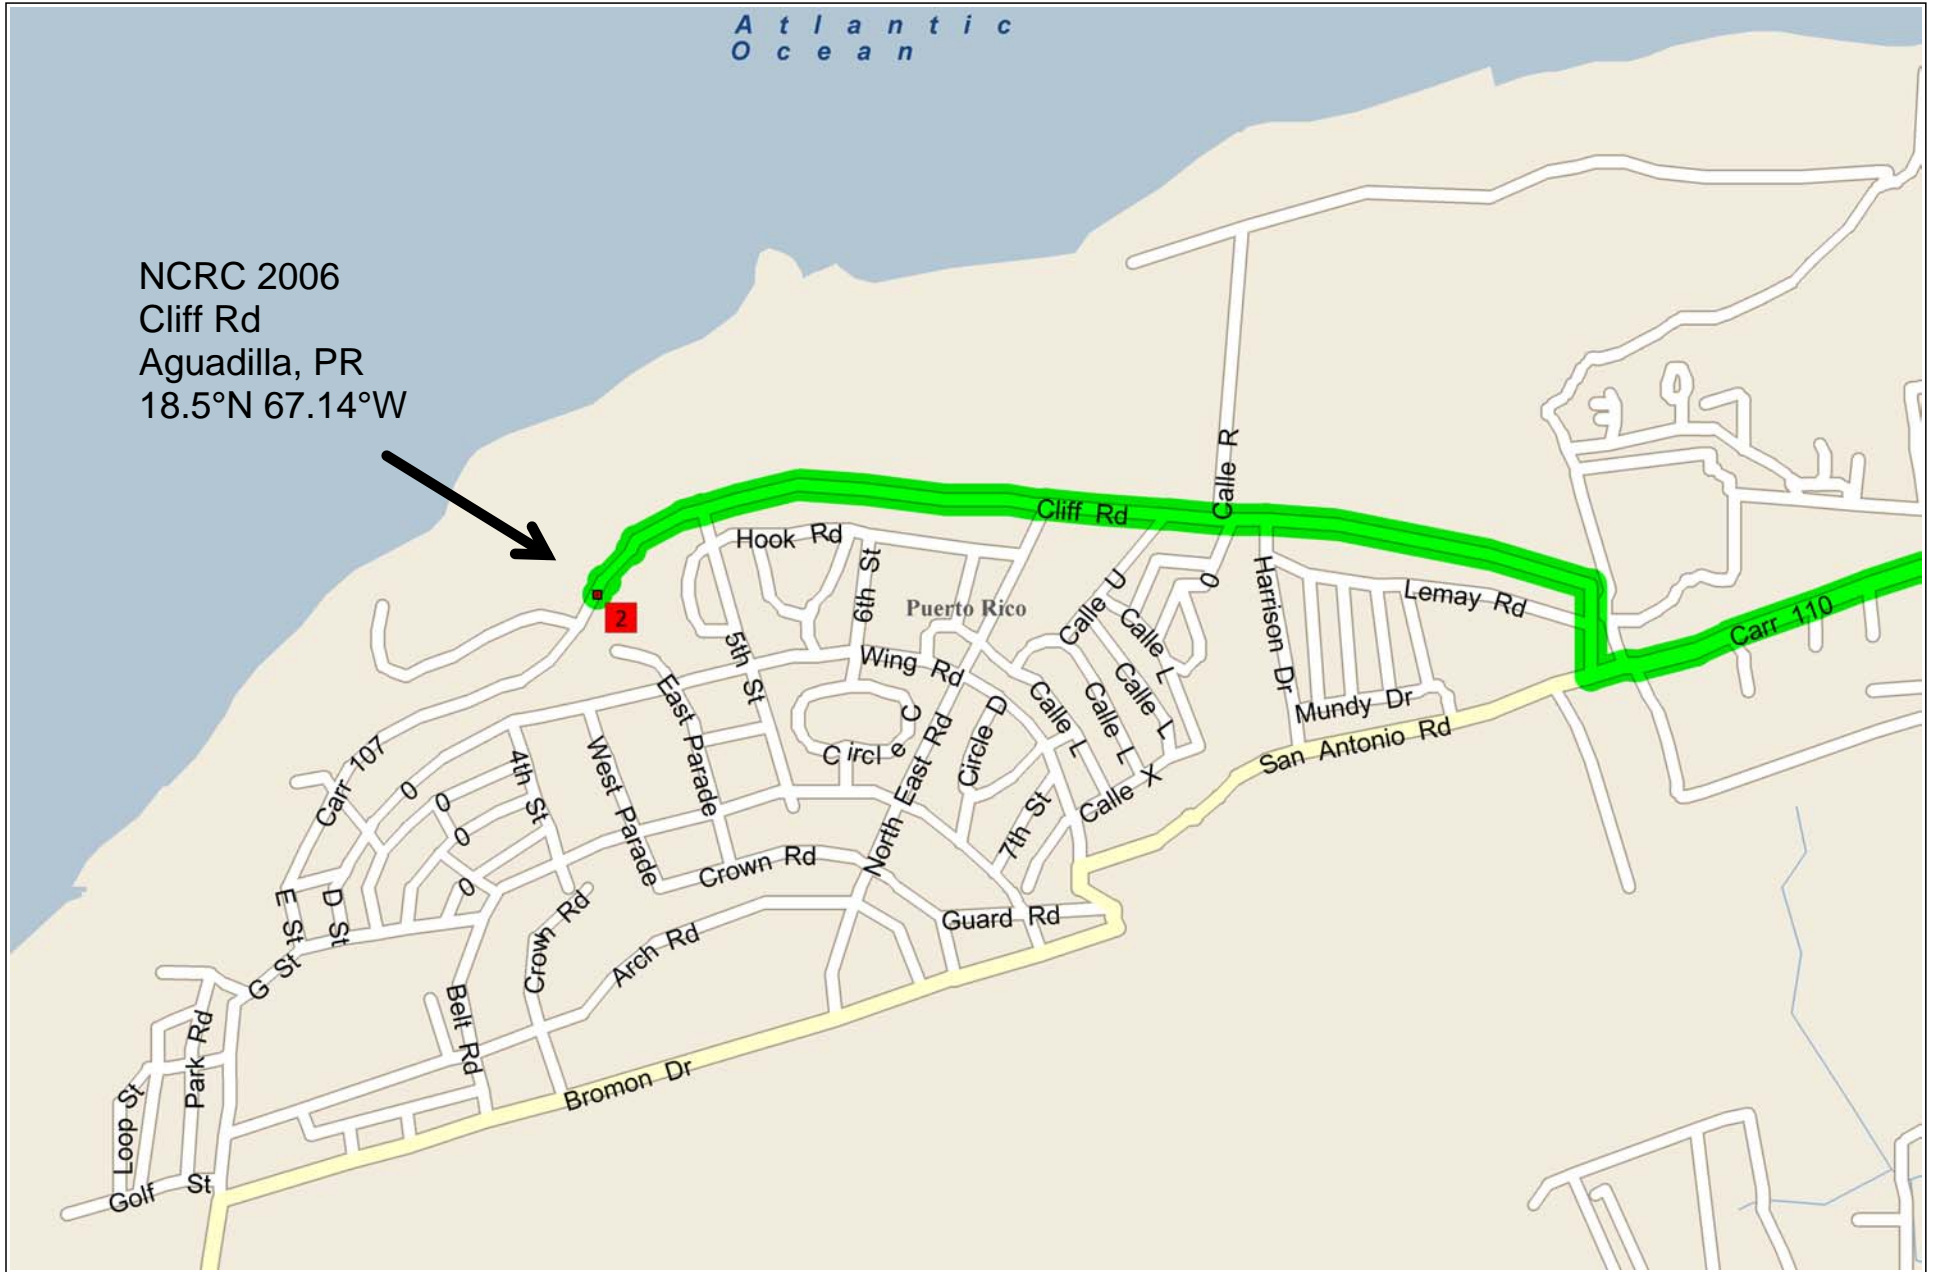 Atlantic
Ocean
NCRC 2006
Cliff Rd
Aguadilla, PR
18.5°N 67.14°W
Calle R
Cliff Rd
Hook Rd
6th St
Puerto Rico
Calle U
0
Harrison Dr
Lemay Rd
Carr 110
2
5th St
Wing Rd
Calle L
Calle L
Calle L
Calle L
East Parade
Circle C
Circle D
North East Rd
Mundy Dr
San Antonio Rd
Carr 107
0
0
0
0
4th St
West Parade
Calle X
7th St
Crown Rd
E St
D St
Crown Rd
Arch Rd
Guard Rd
G St
Belt Rd
Park Rd
Loop St
Bromon Dr
Golf St